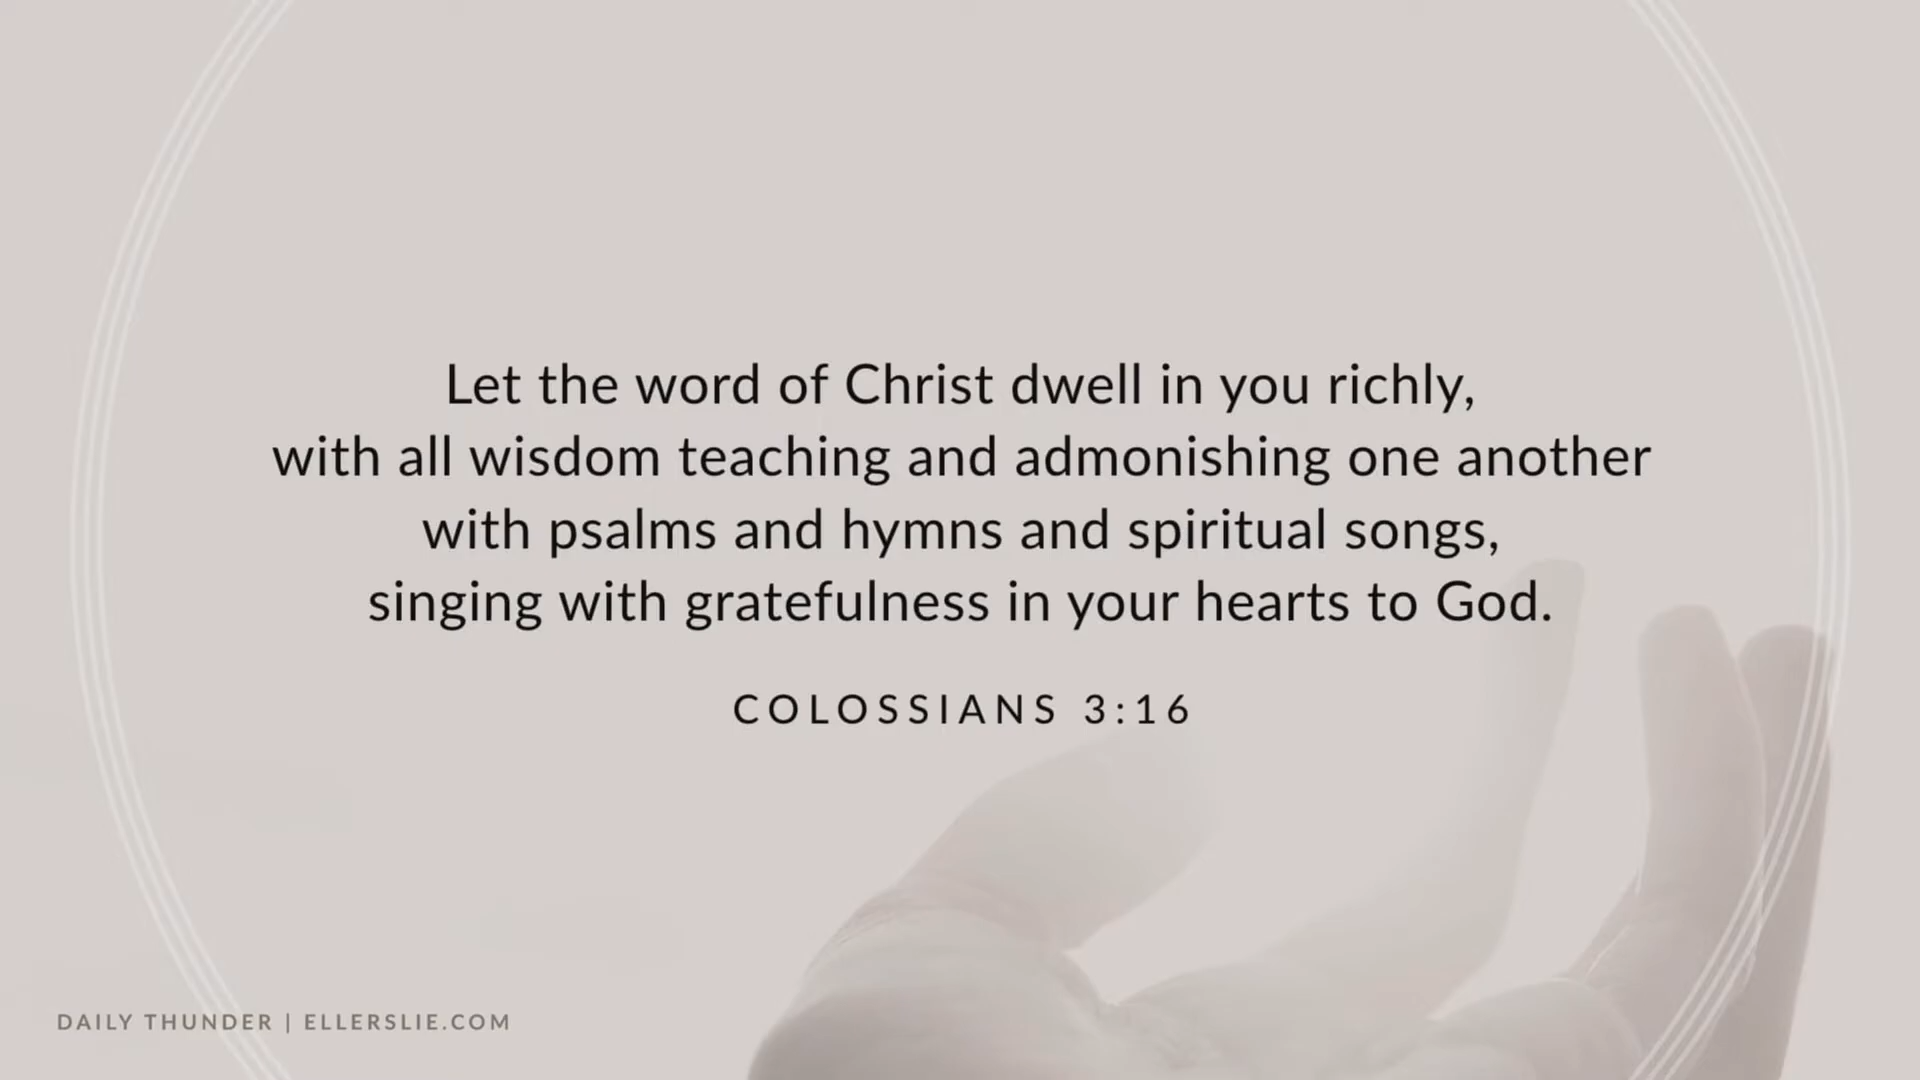 Let the word of Christ dwell in you richly,
with all wisdom teaching and admonishing one another
with psalms and hymns and spiritual songs,
singing with gratefulness in your hearts to God.
COLOSSIANS 3:16
DAILY THUNDER | ELLERSLIE.COM